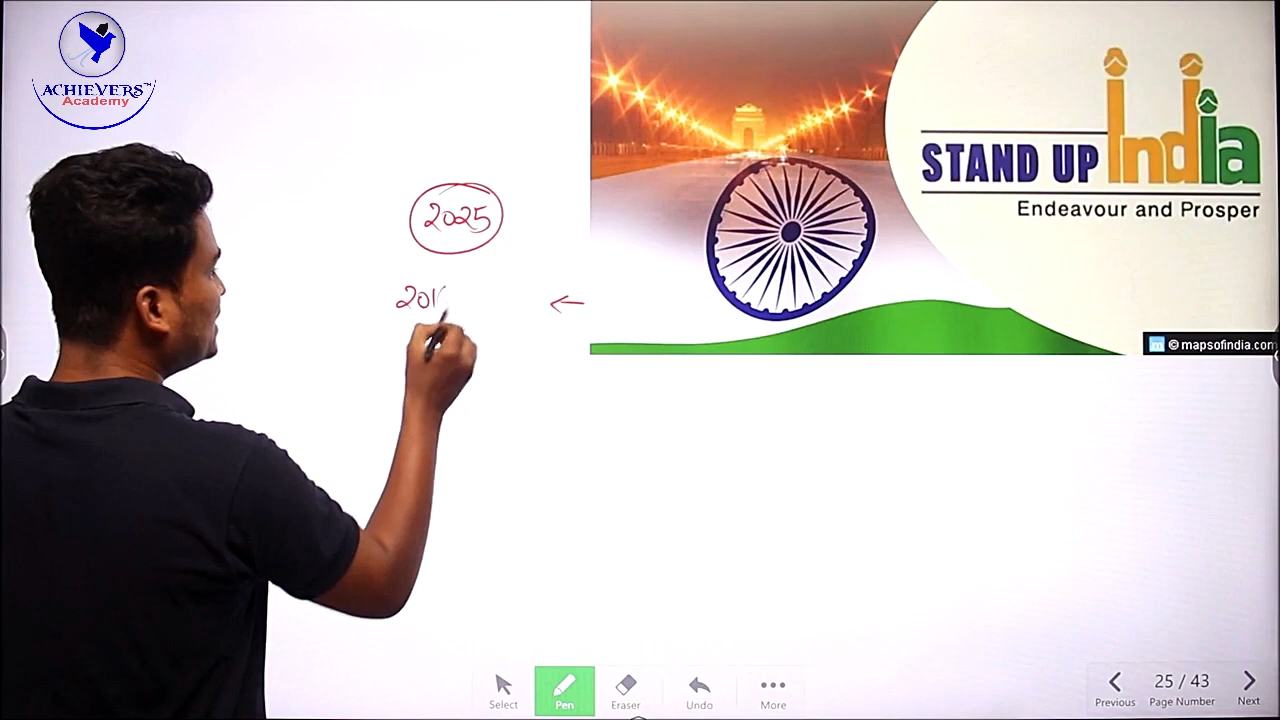 ACHIEVERS™
Academy
STAND UP India
Endeavour and Prosper
2025
201
m © mapsofindia.com
Select
Pen
Eraser
Undo
More
Previous
25 / 43
Page Number
Next